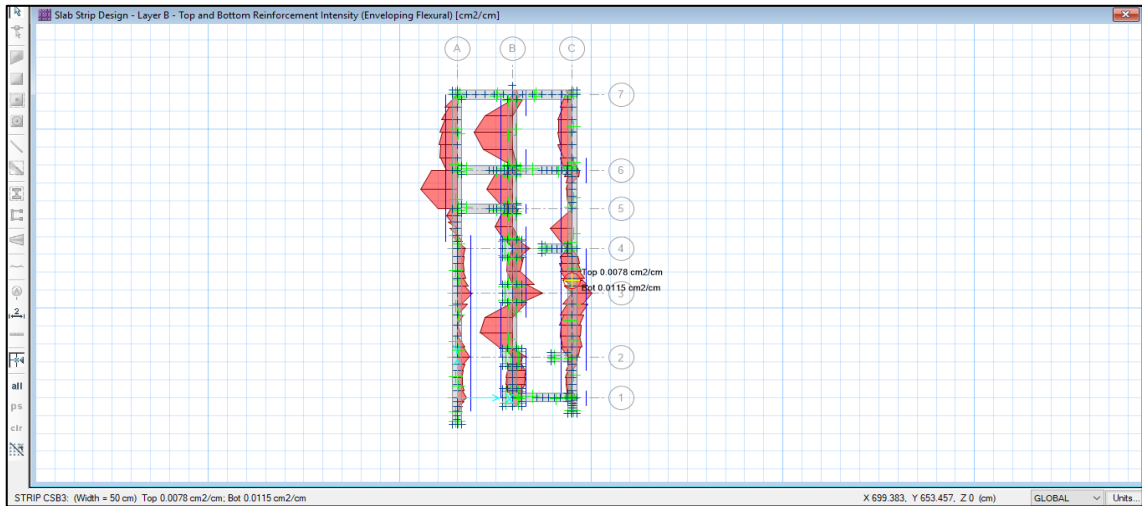 Slab Strip Design - Layer B - Top and Bottom Reinforcement Intensity (Enveloping Flexural) [cm2/cm]
A B C
7
6
5
4
Top 0.0078 cm2/cm
Bot 0.0115 cm2/cm
3
2
1
2
all
ps
clr
STRIP CSB3: (Width = 50 cm) Top 0.0078 cm2/cm; Bot 0.0115 cm2/cm
X 699.383, Y 653.457, Z 0 (cm)
GLOBAL
Units...